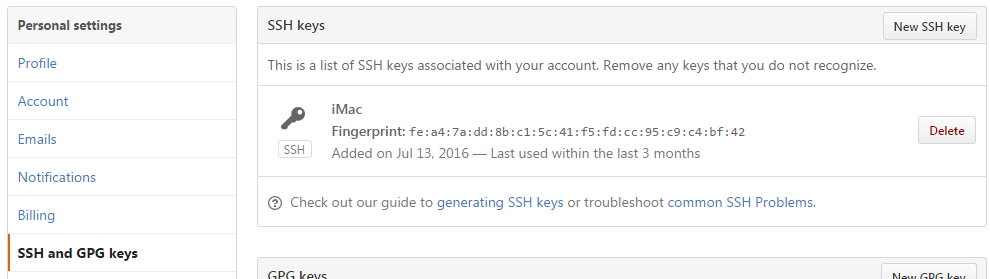 Personal settings
Profile
Account
Emails
Notifications
Billing
SSH and GPG keys
SSH keys
New SSH key
This is a list of SSH keys associated with your account. Remove any keys that you do not recognize.
SSH
iMac
Fingerprint: fe:a4:7a:dd:8b:c1:5c:41:f5:fd:cc:95:c9:c4:bf:42
Added on Jul 13, 2016 — Last used within the last 3 months
Delete
Check out our guide to generating SSH keys or troubleshoot common SSH Problems.
GPG keys
New GPG key